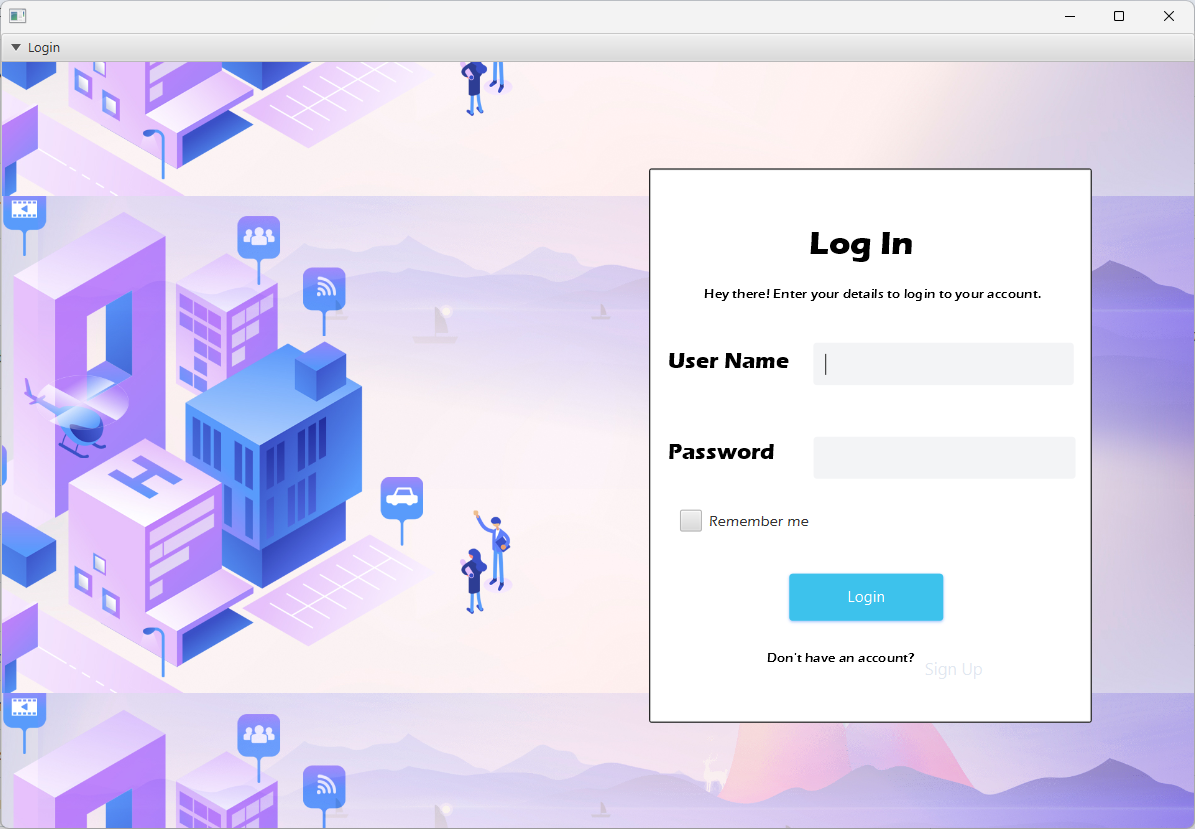 Login
Log In
Hey there! Enter your details to login to your account.
User Name
Password
Remember me
Login
Don't have an account?
Sign Up
H